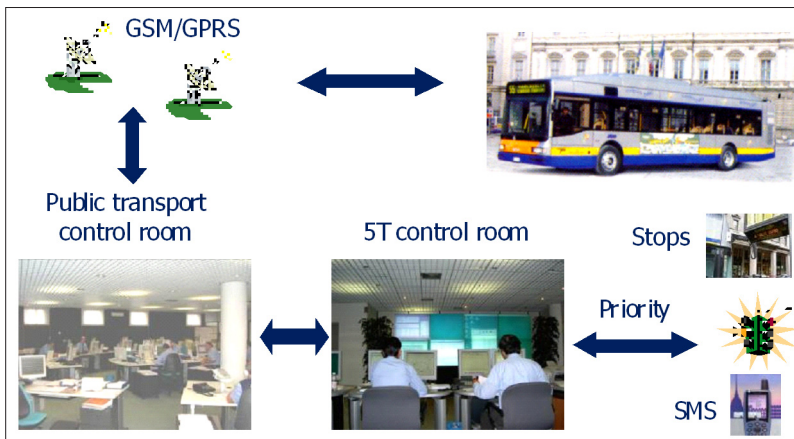 GSM/GPRS
Public transport
control room
5T control room
Stops
Priority
SMS